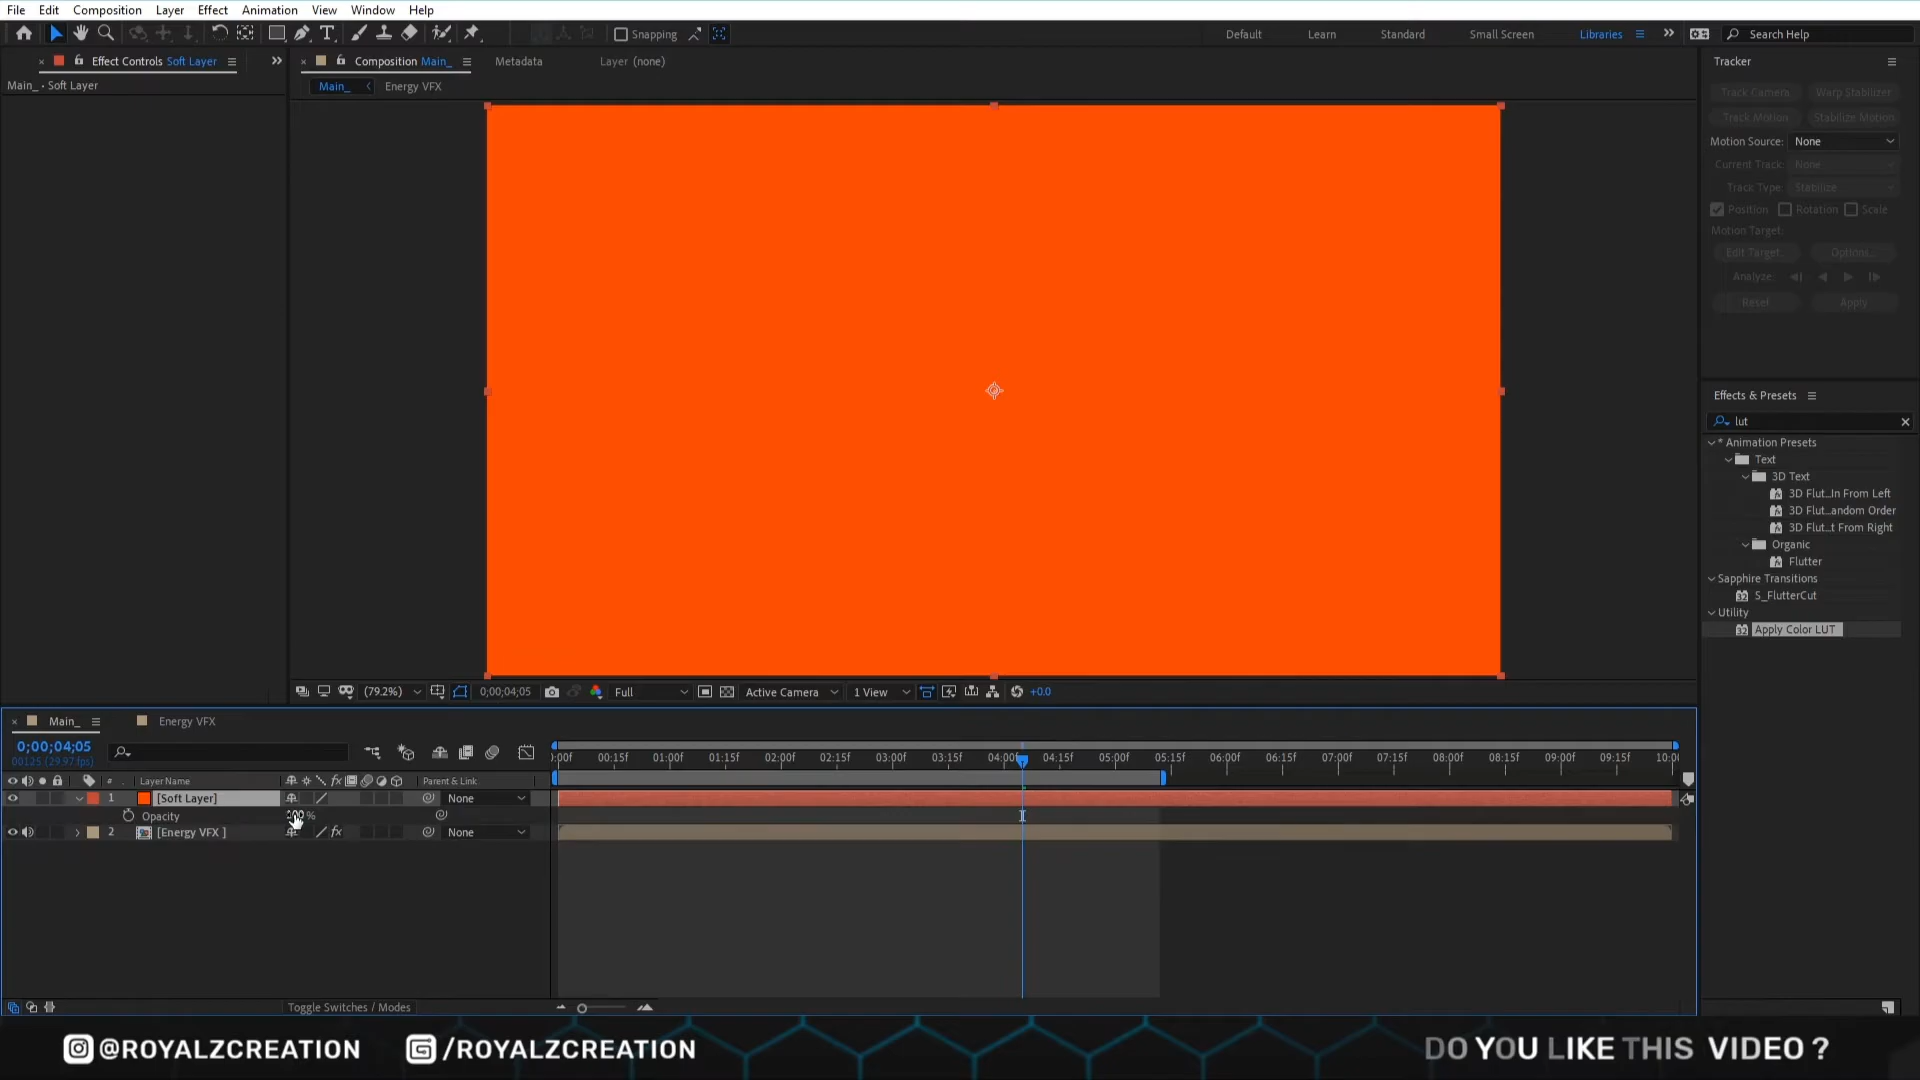 File Edit Composition Layer Effect Animation View Window Help
Snapping
Default Learn Standard Small Screen Libraries Search Help
Effect Controls Soft Layer
Main_ • Soft Layer
Composition Main_ Metadata Layer (none)
Main_ Energy VFX
Tracker
Track Camera Warp Stabilizer
Track Motion Stabilize Motion
Motion Source: None
Current Track: None
Track Type: Stabilize
Position Rotation Scale
Motion Target:
Edit Target... Options...
Analyze:
Reset Apply
Effects & Presets
lut
* Animation Presets
Text
3D Text
3D Flut...In From Left
3D Flut...andom Order
3D Flut...t From Right
Organic
Flutter
Sapphire Transitions
S_FlutterCut
Utility
Apply Color LUT
(79.2%) 0;00;04;05 Full Active Camera 1 View +0.0
Main_ Energy VFX
0;00;04;05
00125 (29.97 fps)
:00f 00:15f 01:00f 01:15f 02:00f 02:15f 03:00f 03:15f 04:00f 04:15f 05:00f 05:15f 06:00f 06:15f 07:00f 07:15f 08:00f 08:15f 09:00f 09:15f 10:0
# Layer Name fx Parent & Link
1 [Soft Layer] None
Opacity %
2 [Energy VFX ] fx None
Toggle Switches / Modes
@ROYALZCREATION /ROYALZCREATION DO YOU LIKE THIS VIDEO ?